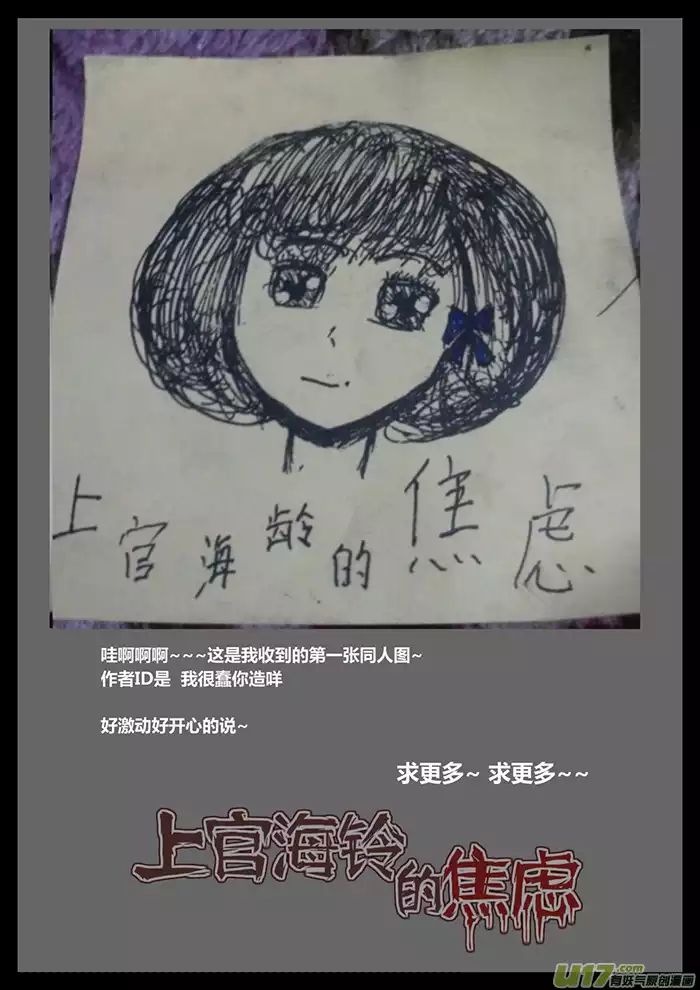 上官海龄的焦虑
哇啊啊啊~~~这是我收到的第一张同人图~
作者ID是 我很蠢你造咩
好激动好开心的说~
求更多~ 求更多~~
上官海铃
的焦虑
U17.com
有妖气原创漫画